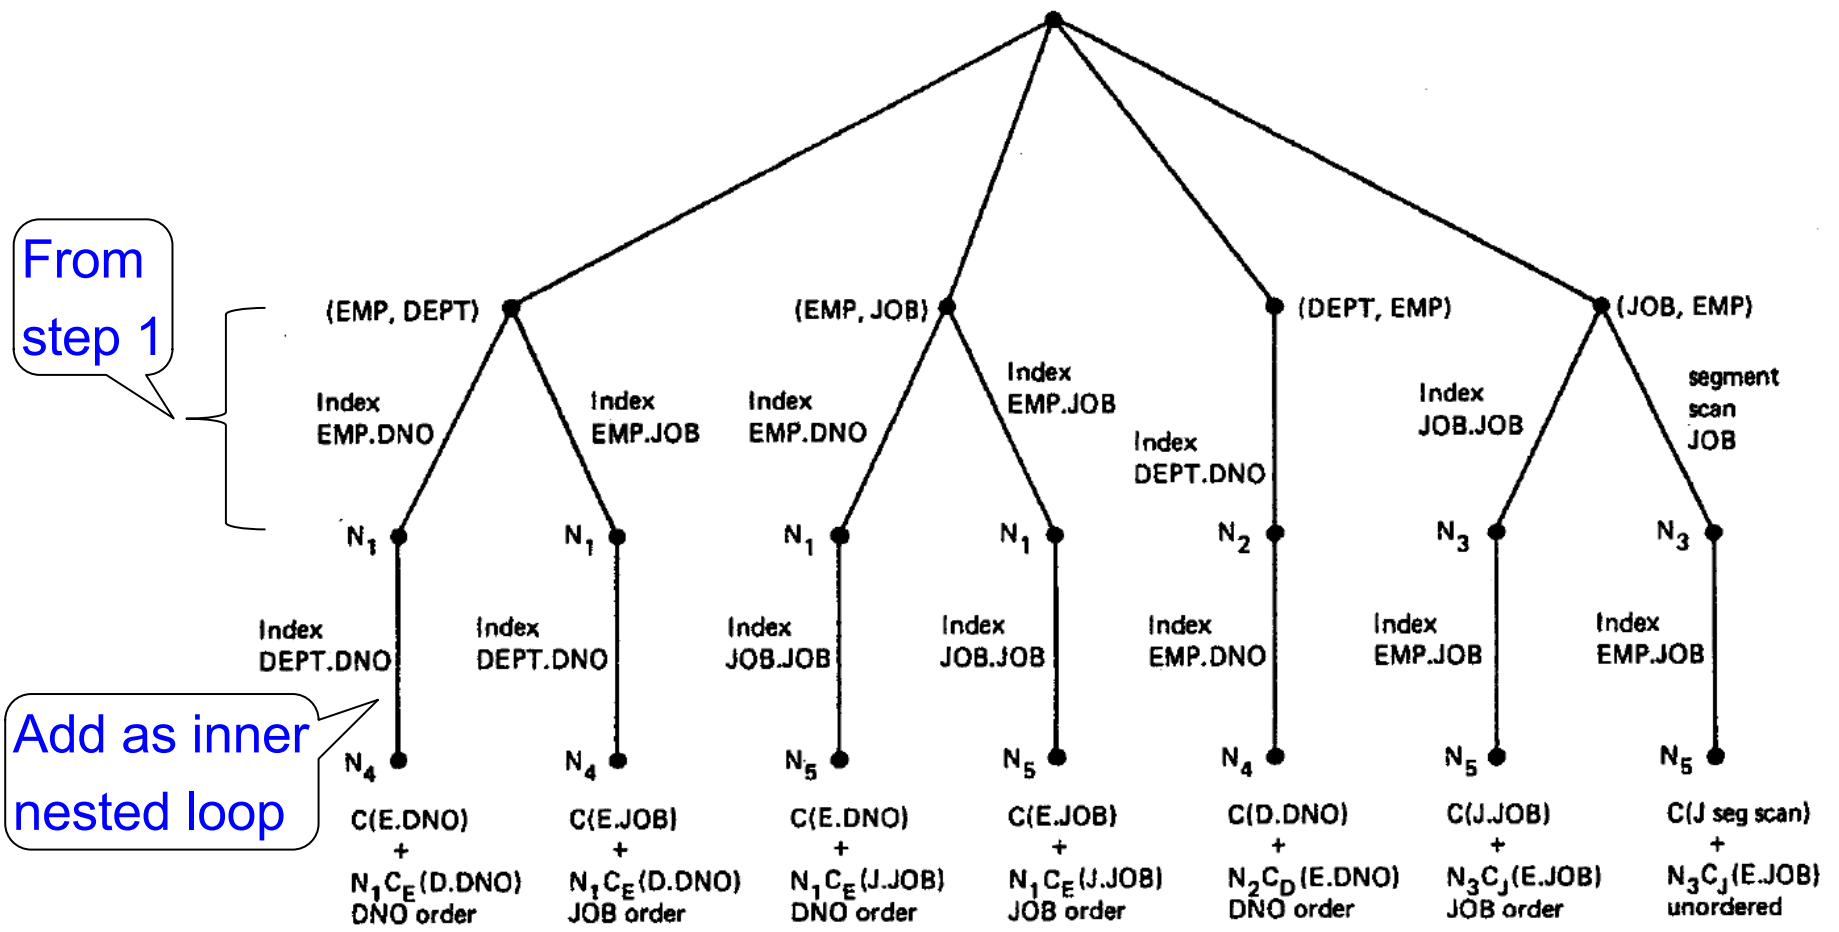 From
step 1
(EMP, DEPT)
(EMP, JOB)
(DEPT, EMP)
(JOB, EMP)
Index
EMP.DNO
Index
EMP.JOB
Index
EMP.DNO
Index
EMP.JOB
Index
DEPT.DNO
Index
JOB.JOB
segment
scan
JOB
N1
N1
N1
N1
N2
N3
N3
Index
DEPT.DNO
Index
DEPT.DNO
Index
JOB.JOB
Index
JOB.JOB
Index
EMP.DNO
Index
EMP.JOB
Index
EMP.JOB
Add as inner
nested loop
N4
N4
N5
N5
N4
N5
N5
C(E.DNO)
+
N1CE(D.DNO)
DNO order
C(E.JOB)
+
N1CE(D.DNO)
JOB order
C(E.DNO)
+
N1CE(J.JOB)
DNO order
C(E.JOB)
+
N1CE(J.JOB)
JOB order
C(D.DNO)
+
N2CD(E.DNO)
DNO order
C(J.JOB)
+
N3CJ(E.JOB)
JOB order
C(J seg scan)
+
N3CJ(E.JOB)
unordered